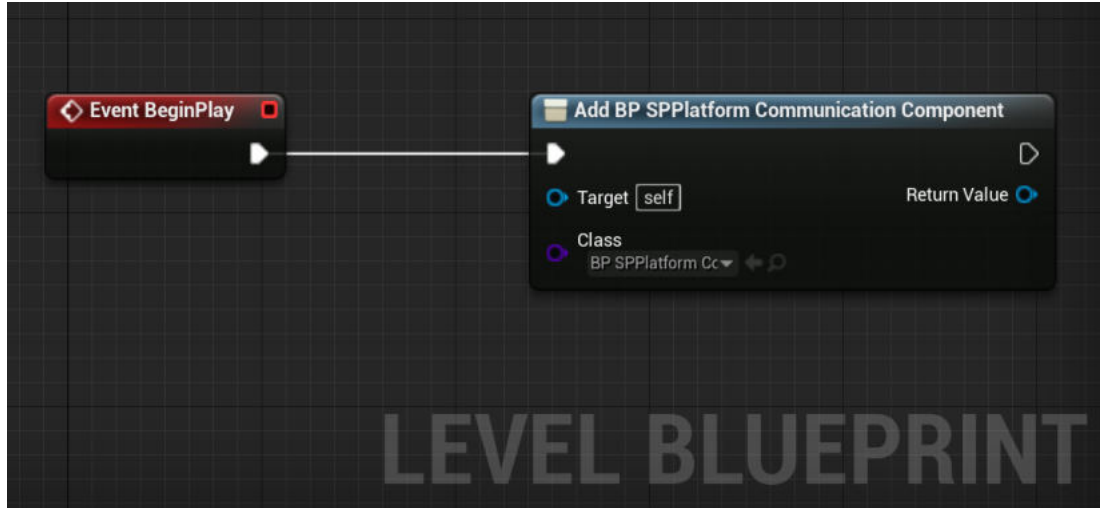 Event BeginPlay
Add BP SPPlatform Communication Component
Target self
Return Value
Class
BP SPPlatform Cc
LEVEL BLUEPRINT